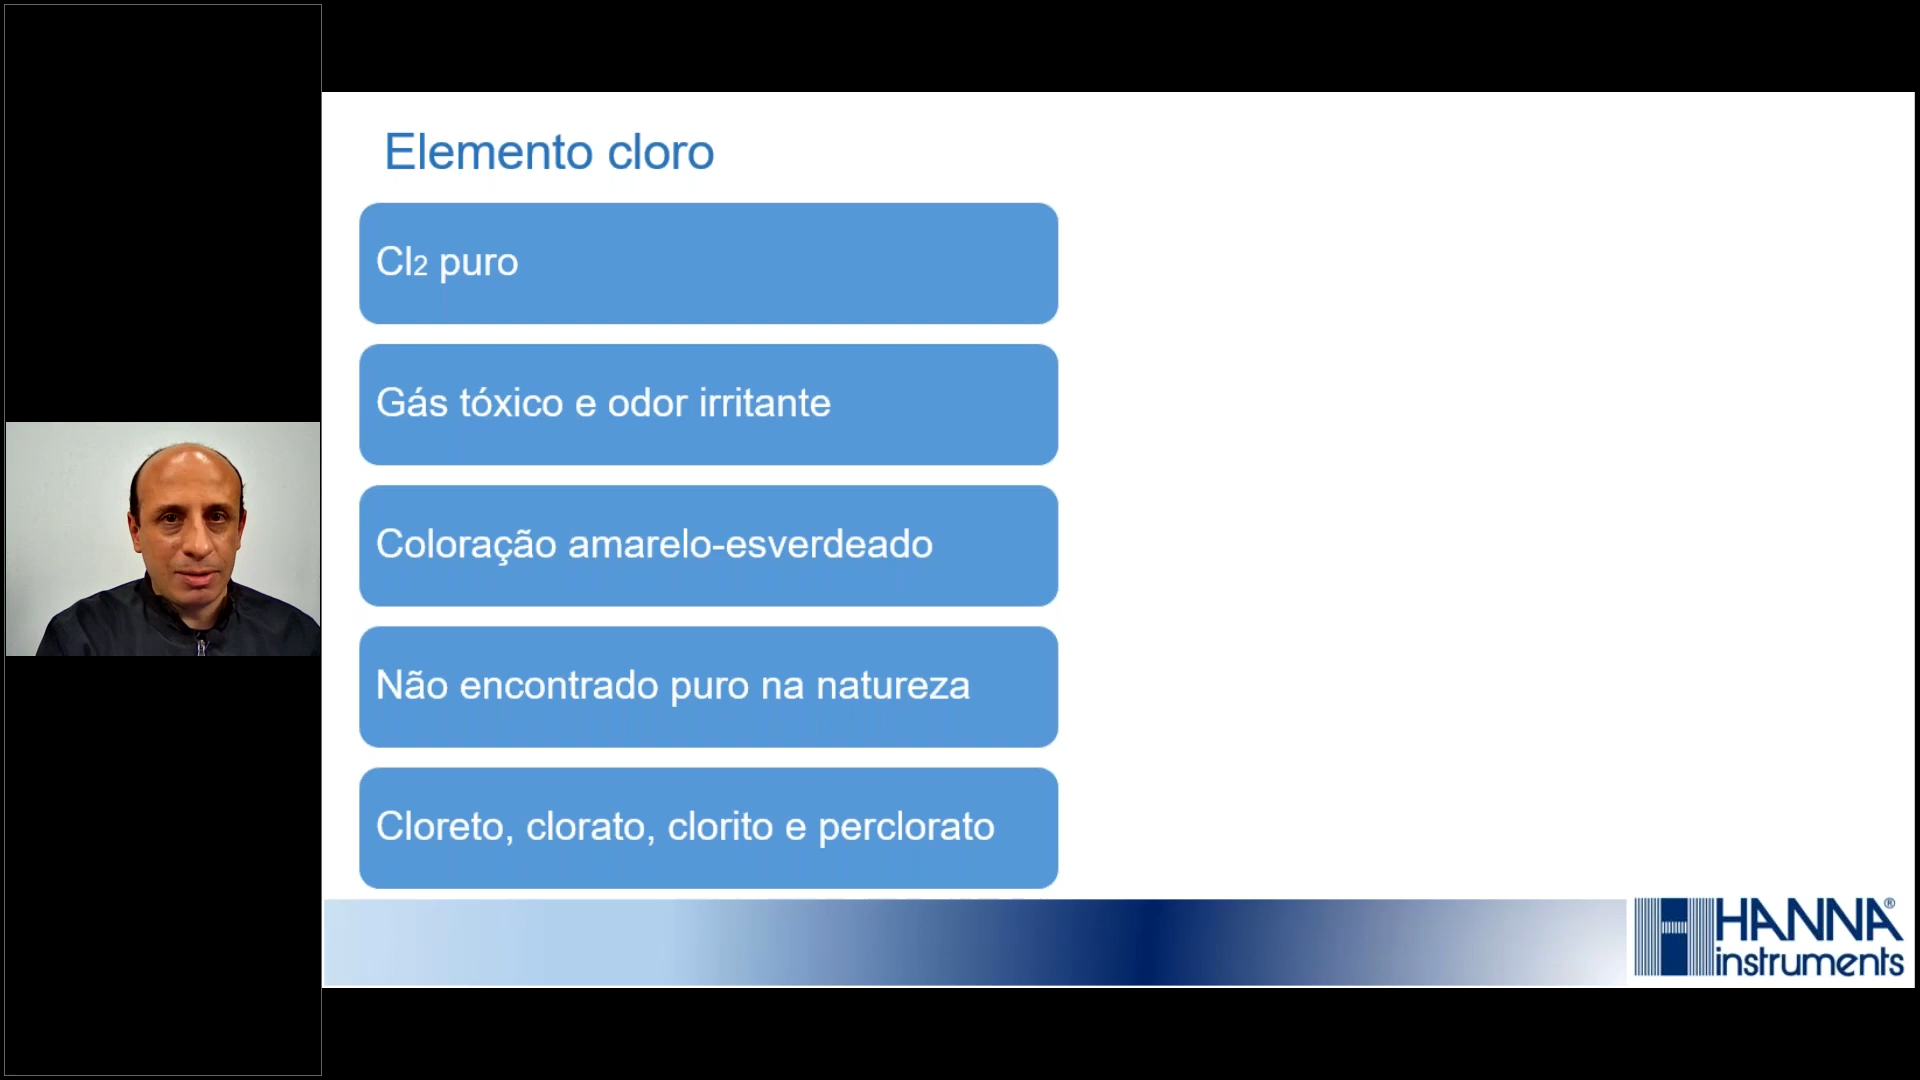 Elemento cloro
Cl2 puro
Gás tóxico e odor irritante
Coloração amarelo-esverdeado
Não encontrado puro na natureza
Cloreto, clorato, clorito e perclorato
HANNA®
instruments